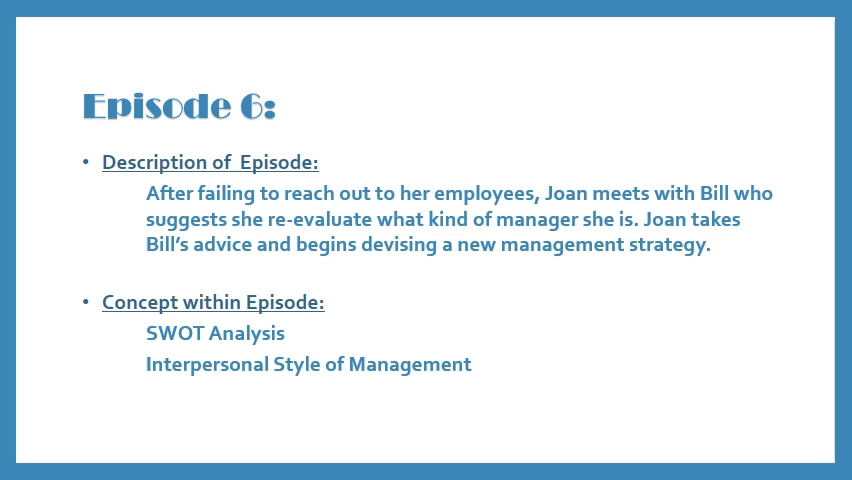 Episode 6:
• Description of Episode:
After failing to reach out to her employees, Joan meets with Bill who
suggests she re-evaluate what kind of manager she is. Joan takes
Bill’s advice and begins devising a new management strategy.
• Concept within Episode:
SWOT Analysis
Interpersonal Style of Management